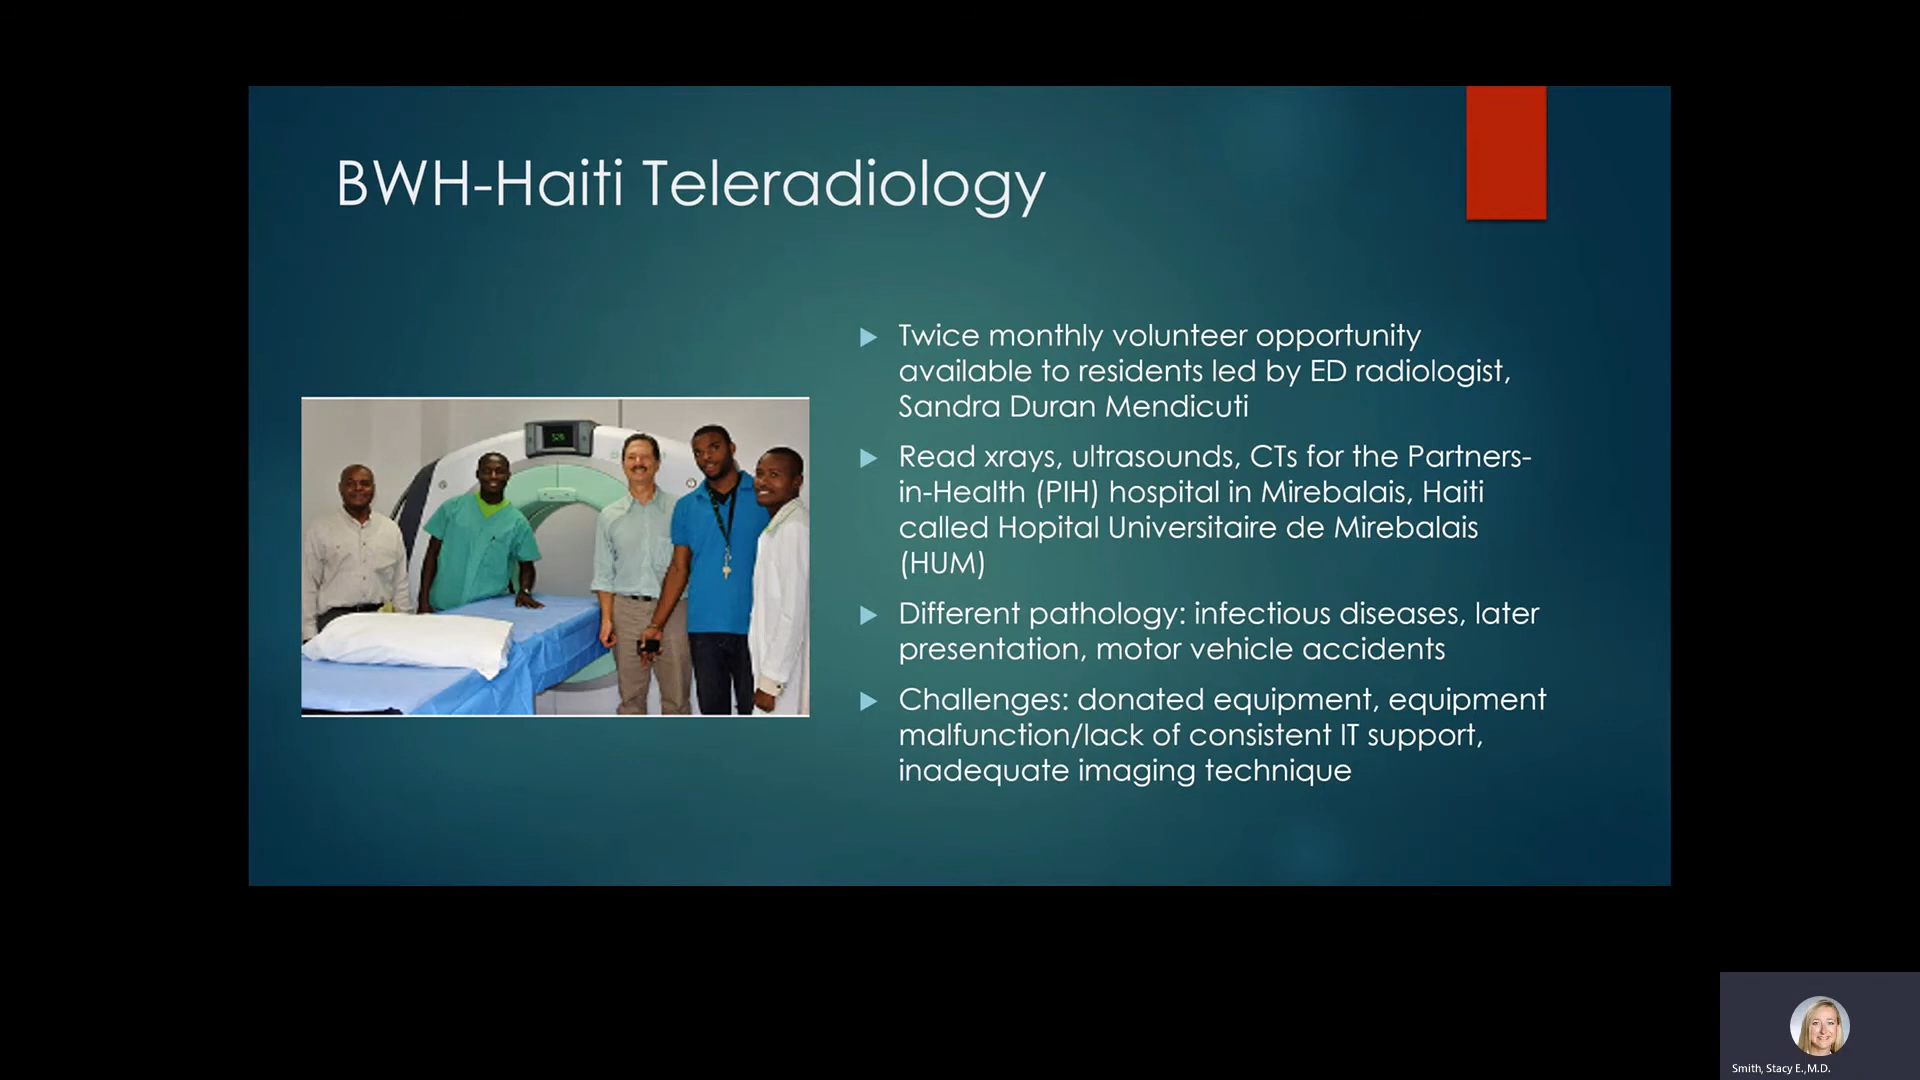 BWH-Haiti Teleradiology
Twice monthly volunteer opportunity
available to residents led by ED radiologist,
Sandra Duran Mendicuti
Read xrays, ultrasounds, CTs for the Partners-
in-Health (PIH) hospital in Mirebalais, Haiti
called Hopital Universitaire de Mirebalais
(HUM)
Different pathology: infectious diseases, later
presentation, motor vehicle accidents
Challenges: donated equipment, equipment
malfunction/lack of consistent IT support,
inadequate imaging technique
Smith, Stacy E.,M.D.